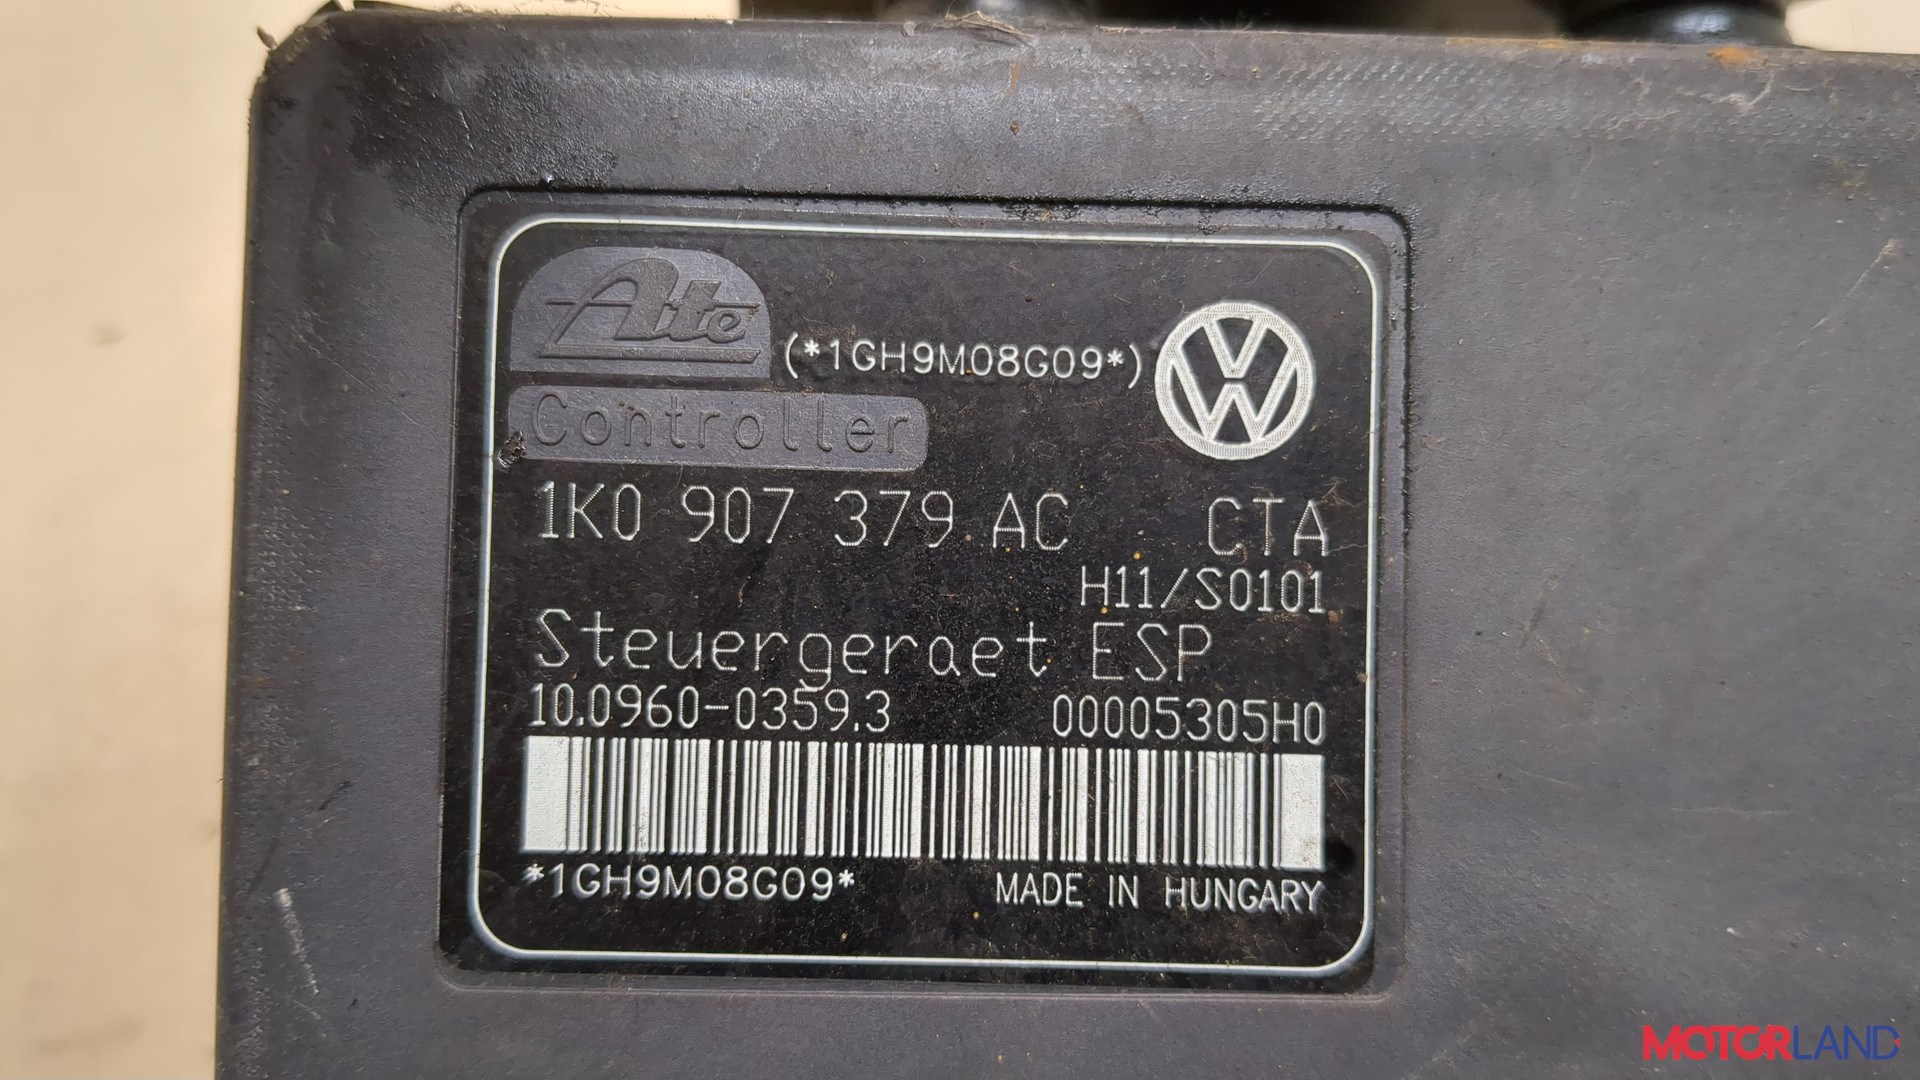 Ate
(*1GH9M08G09*)
Controller
1K0 907 379 AC CTA
H11/S0101
Steuergeraet ESP
10.0960-0359.3 00005305H0
*1GH9M08G09* MADE IN HUNGARY
MOTORLAND